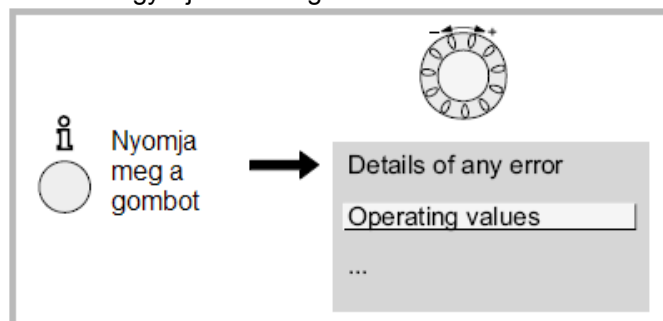 - +
Nyomja
meg a
gombot
Details of any error
Operating values
...